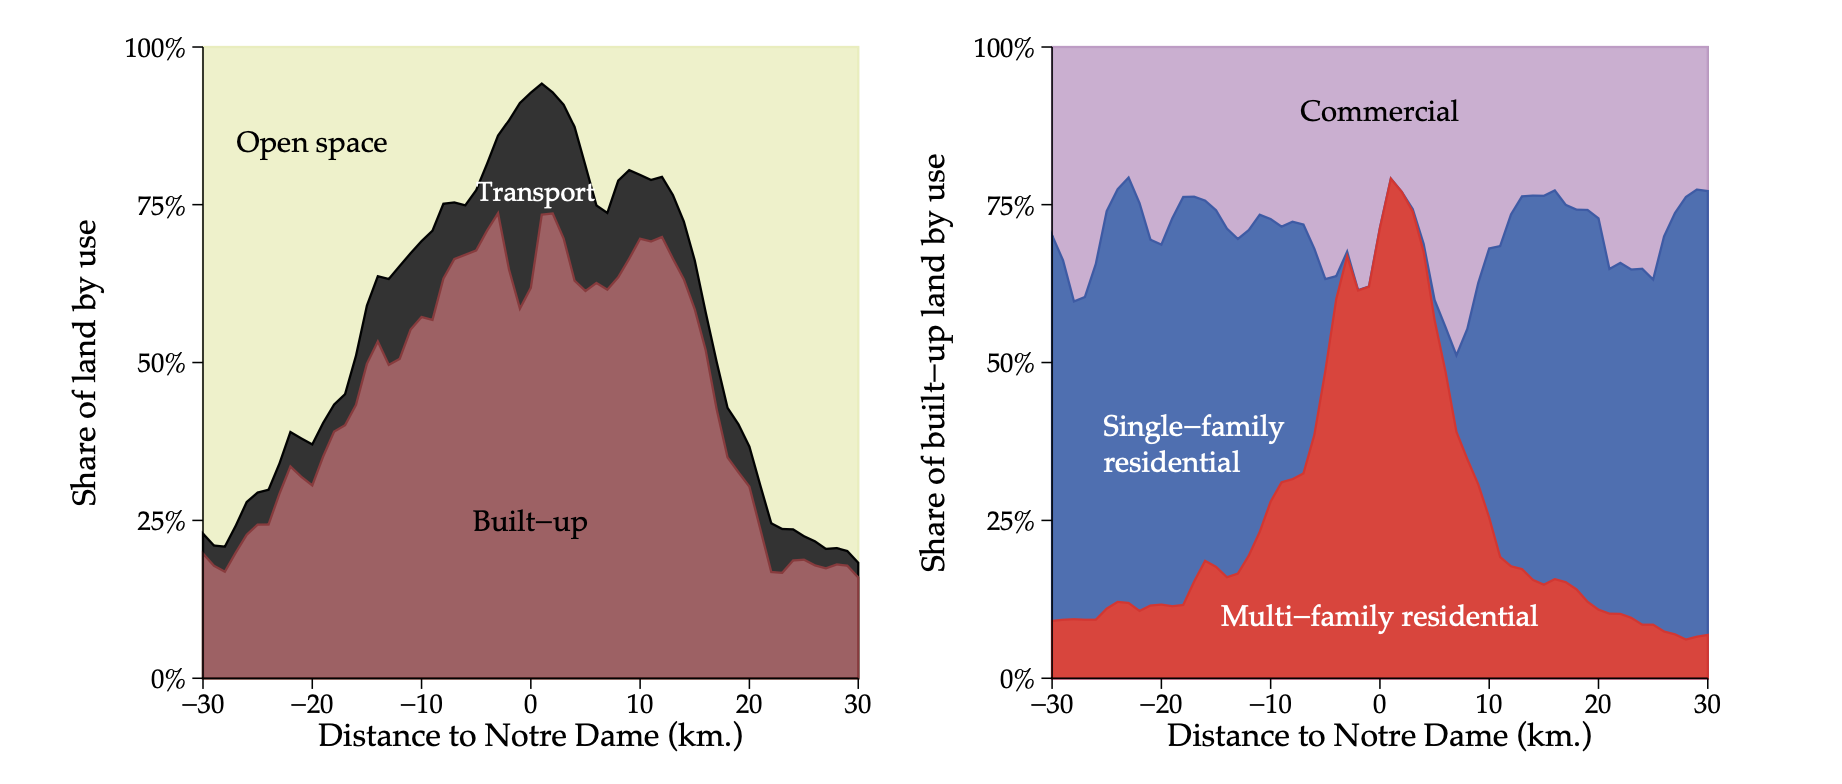 Share of land by use
100%
75%
50%
25%
0%
Open space
Transport
Built−up
−30
−20
−10
0
10
20
30
Distance to Notre Dame (km.)
Share of built−up land by use
100%
75%
50%
25%
0%
Commercial
Single−family
residential
Multi−family residential
−30
−20
−10
0
10
20
30
Distance to Notre Dame (km.)